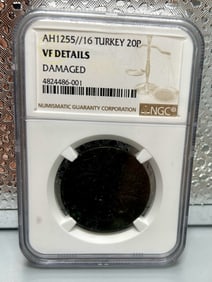 AH1255//16 TURKEY 20P
VF DETAILS
DAMAGED
4824486-001
NUMISMATIC GUARANTY CORPORATION
NGC